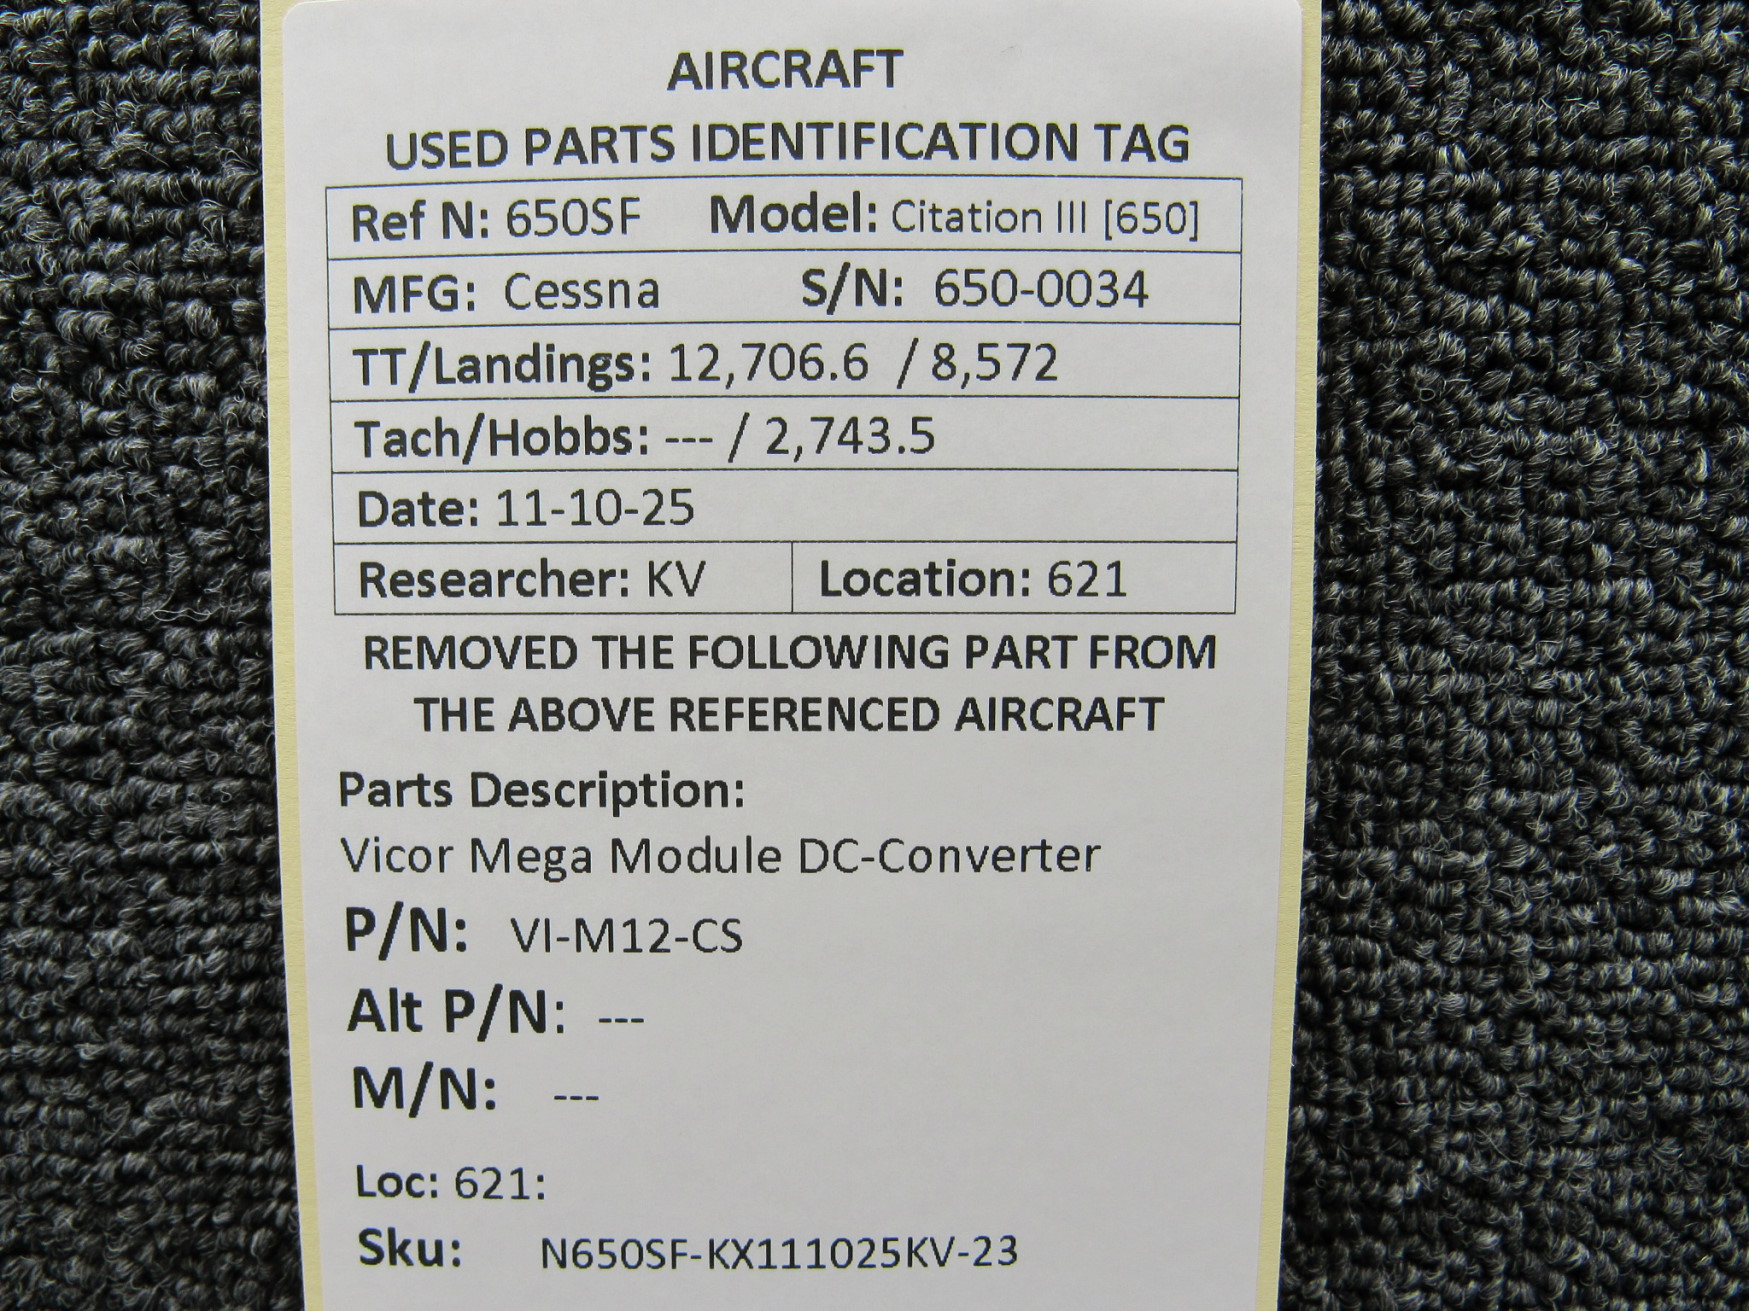 AIRCRAFT
USED PARTS IDENTIFICATION TAG
Ref N: 650SF Model: Citation III [650]
MFG: Cessna S/N: 650-0034
TT/Landings: 12,706.6 / 8,572
Tach/Hobbs: --- / 2,743.5
Date: 11-10-25
Researcher: KV Location: 621
REMOVED THE FOLLOWING PART FROM
THE ABOVE REFERENCED AIRCRAFT
Parts Description:
Vicor Mega Module DC-Converter
P/N: VI-M12-CS
Alt P/N: ---
M/N: ---
Loc: 621:
Sku: N650SF-KX111025KV-23